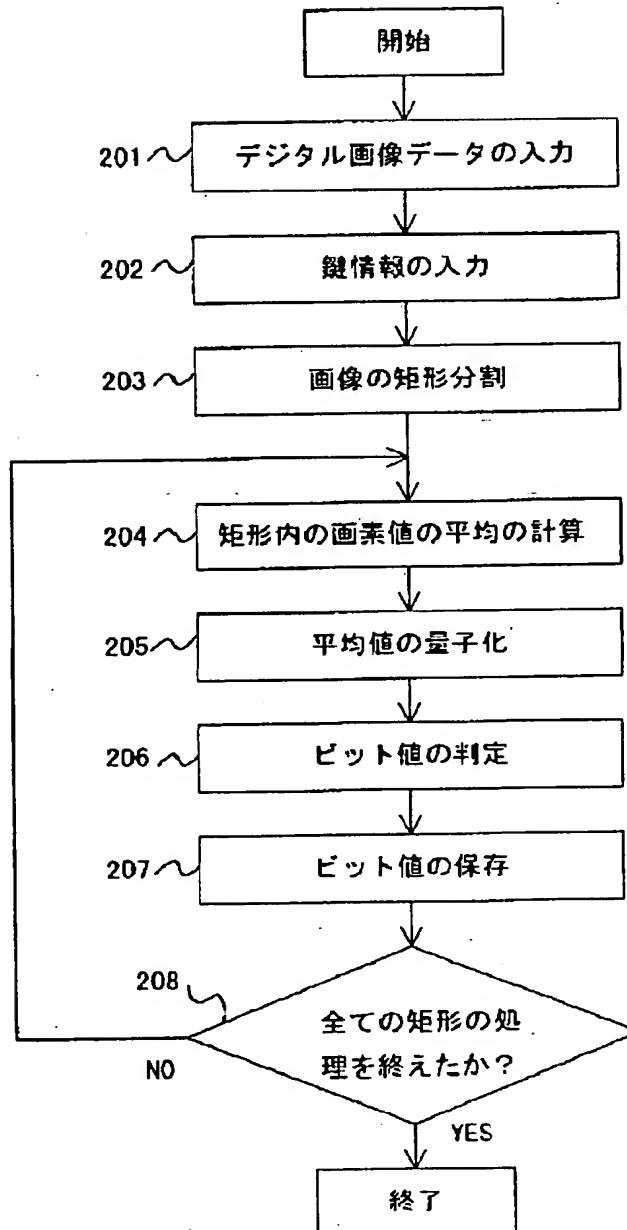 開始
201
デジタル画像データの入力
202
鍵情報の入力
203
画像の矩形分割
204
矩形内の画素値の平均の計算
205
平均値の量子化
206
ビット値の判定
207
ビット値の保存
208
全ての矩形の処
理を終えたか?
NO
YES
終了